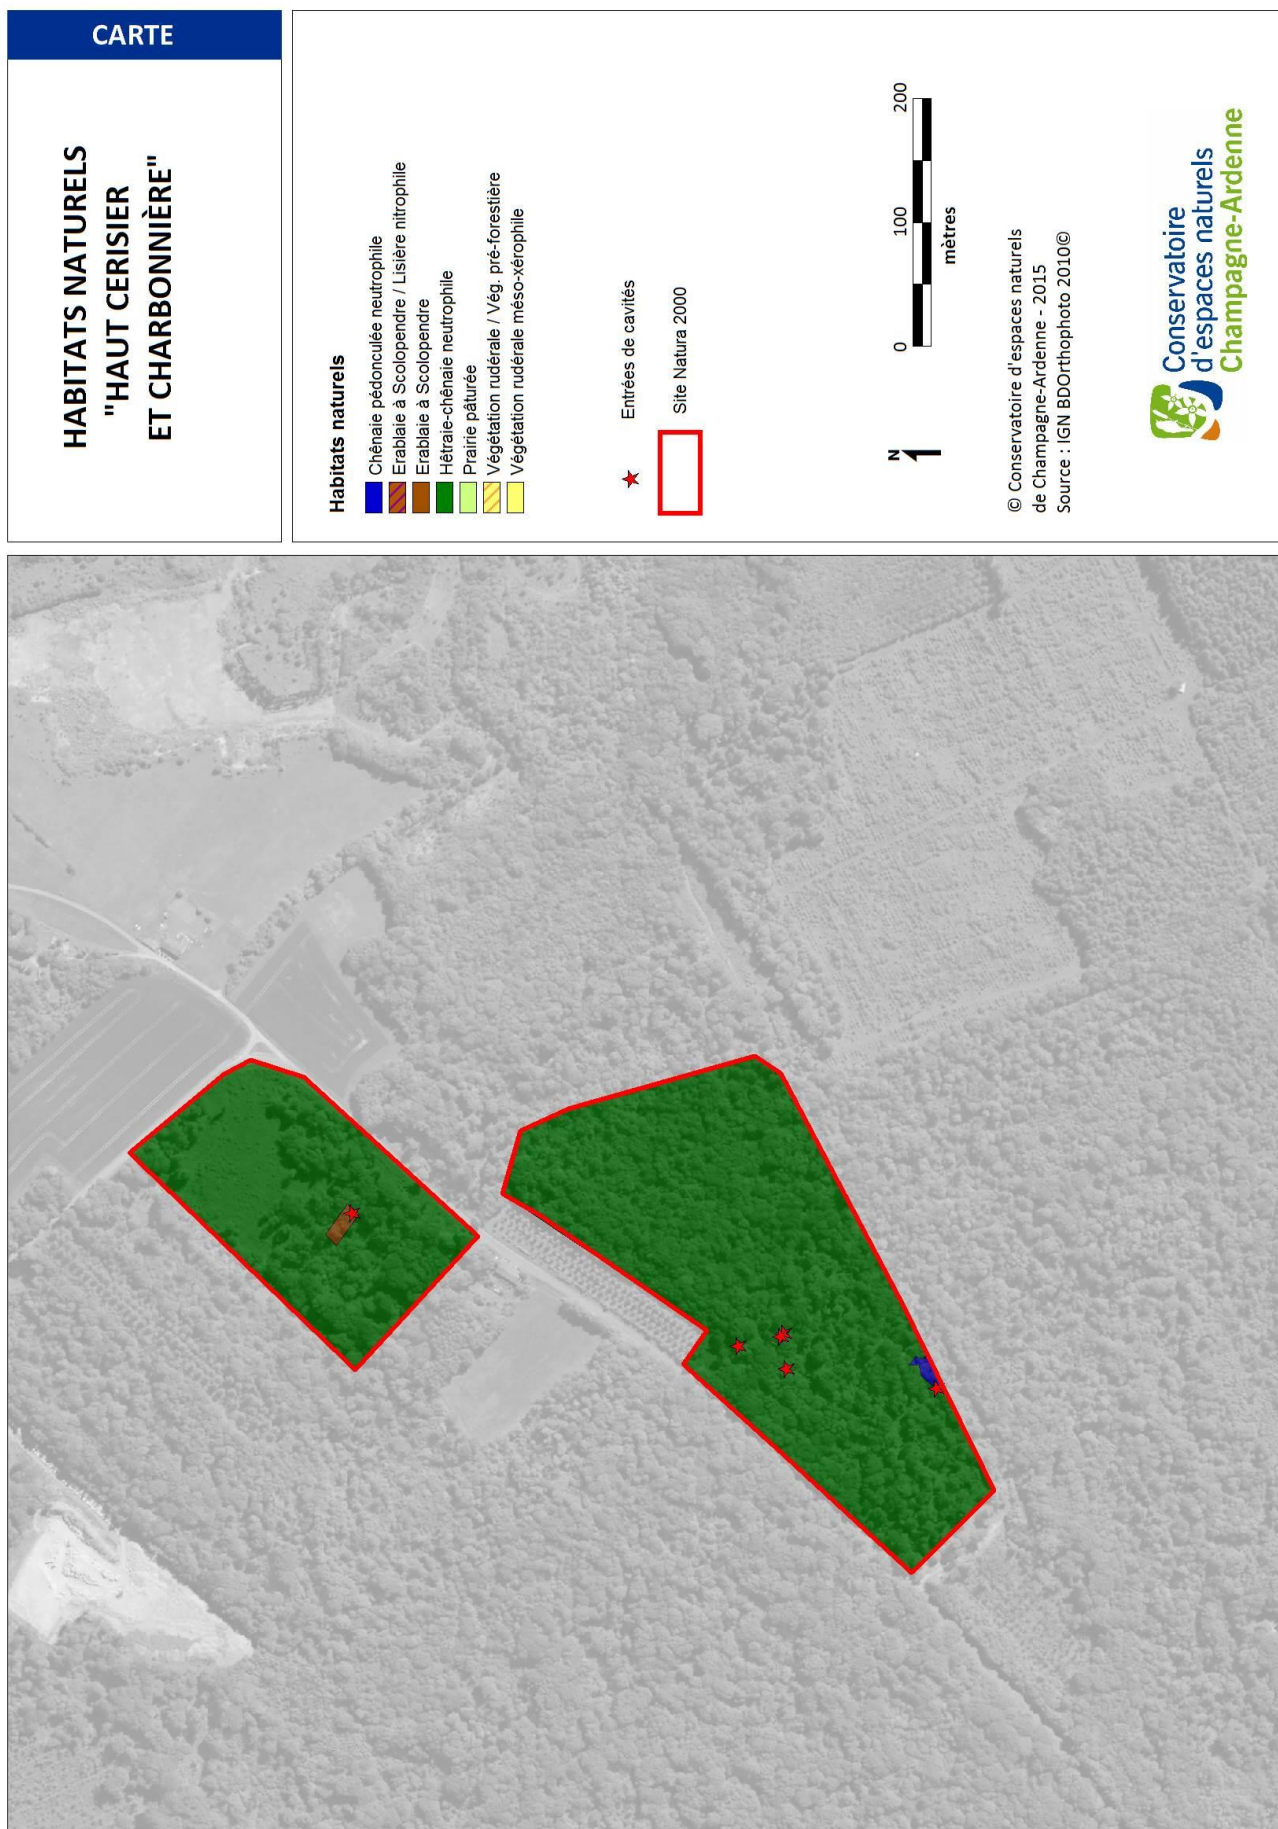 CARTE
HABITATS NATURELS
"HAUT CERISIER
ET CHARBONNIÈRE"
Habitats naturels
Chênaie pédonculée neutrophile
Erablaie à Scolopendre / Lisière nitrophile
Erablaie à Scolopendre
Hêtraie-chênaie neutrophile
Prairie pâturée
Végétation rudérale / Vég. pré-forestière
Végétation rudérale méso-xérophile
Entrées de cavités
Site Natura 2000
N
0 100 200
mètres
© Conservatoire d'espaces naturels
de Champagne-Ardenne - 2015
Source : IGN BDOrthophoto 2010©
Conservatoire
d'espaces naturels
Champagne-Ardenne